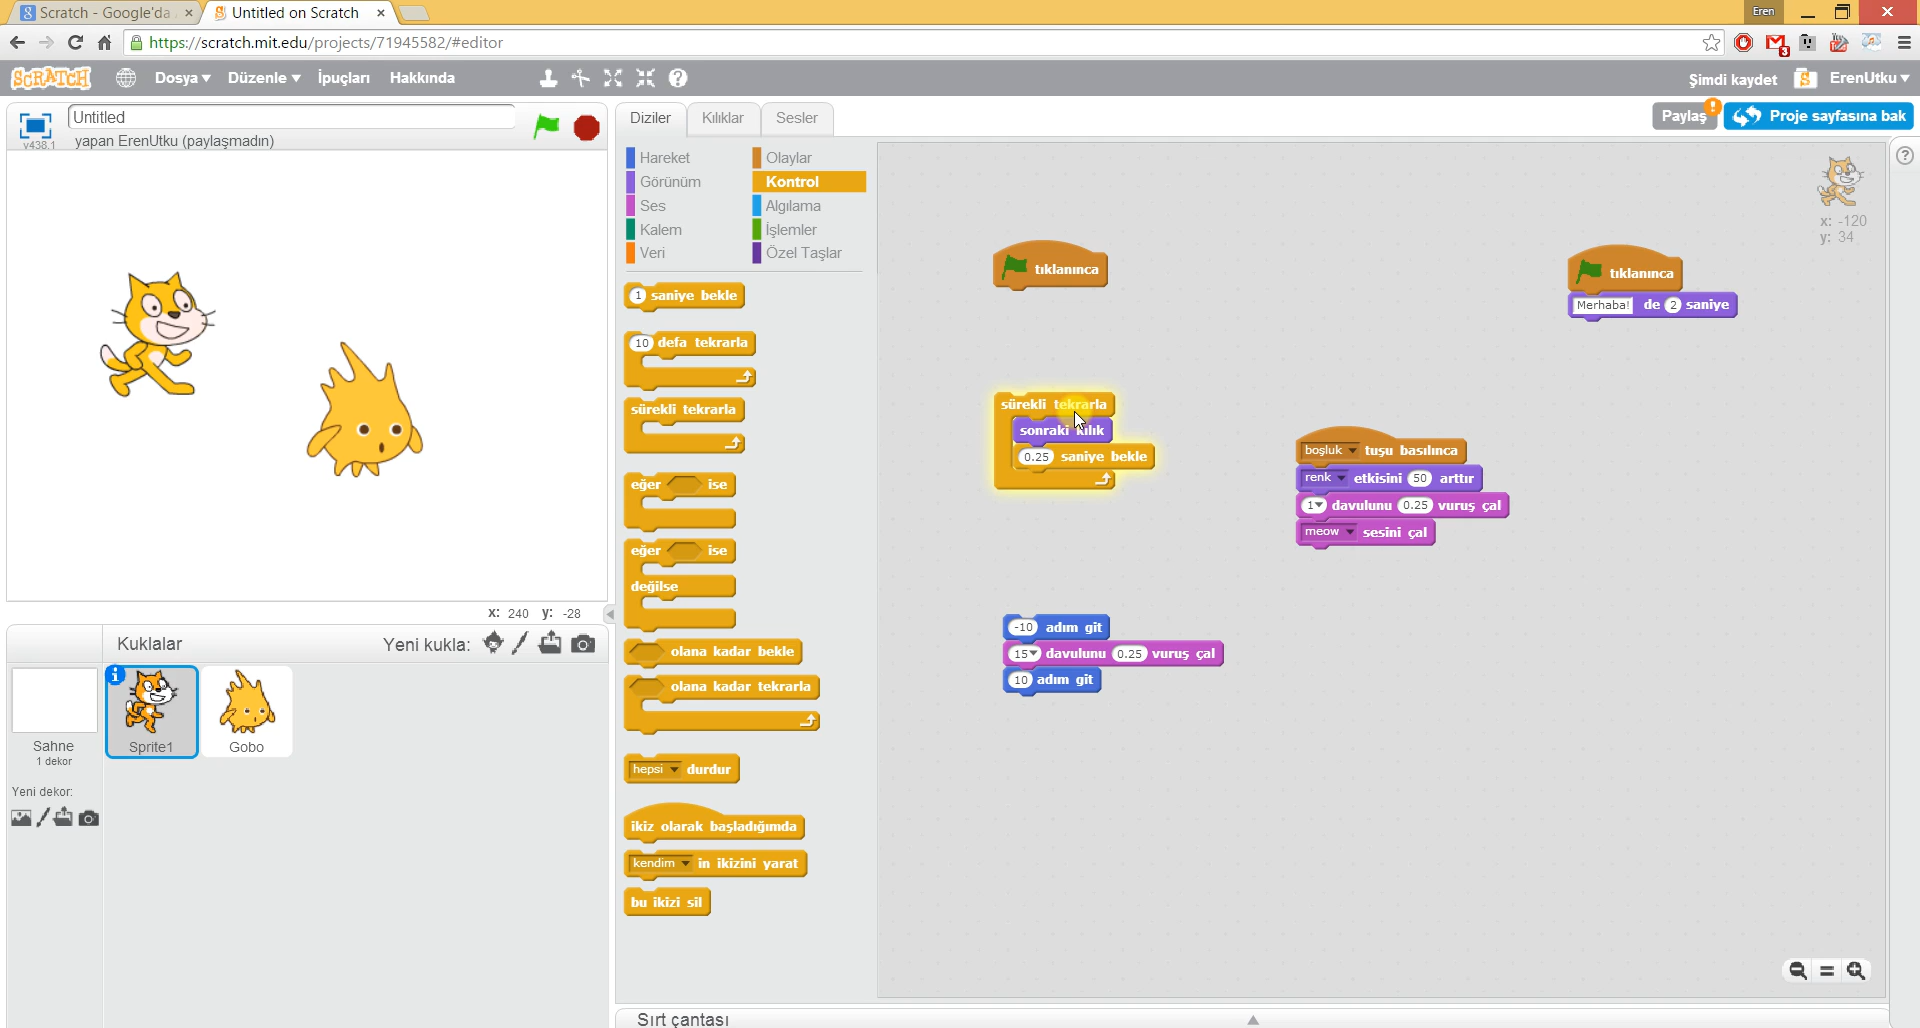 Scratch - Google'da
Untitled on Scratch
Eren
https://scratch.mit.edu/projects/71945582/#editor
3
SCRATCH
Dosya
Düzenle
İpuçları
Hakkında
Şimdi kaydet
ErenUtku
v438.1
Untitled
yapan ErenUtku (paylaşmadın)
Diziler
Kılıklar
Sesler
Paylaş
Proje sayfasına bak
Hareket
Olaylar
Görünüm
Kontrol
Ses
Algılama
Kalem
İşlemler
Veri
Özel Taşlar
1 saniye bekle
10 defa tekrarla
sürekli tekrarla
eğer ise
eğer ise
değilse
olana kadar bekle
olana kadar tekrarla
hepsi durdur
ikiz olarak başladığımda
kendim in ikizini yarat
bu ikizi sil
tıklanınca
sürekli tekrarla
sonraki kılık
0.25 saniye bekle
-10 adım git
15 davulunu 0.25 vuruş çal
10 adım git
boşluk tuşu basılınca
renk etkisini 50 arttır
1 davulunu 0.25 vuruş çal
meow sesini çal
tıklanınca
Merhaba! de 2 saniye
x: -120
y: 34
x: 240 y: -28
Kuklalar
Yeni kukla:
Sahne
1 dekor
Yeni dekor:
Sprite1
Gobo
Sırt çantası